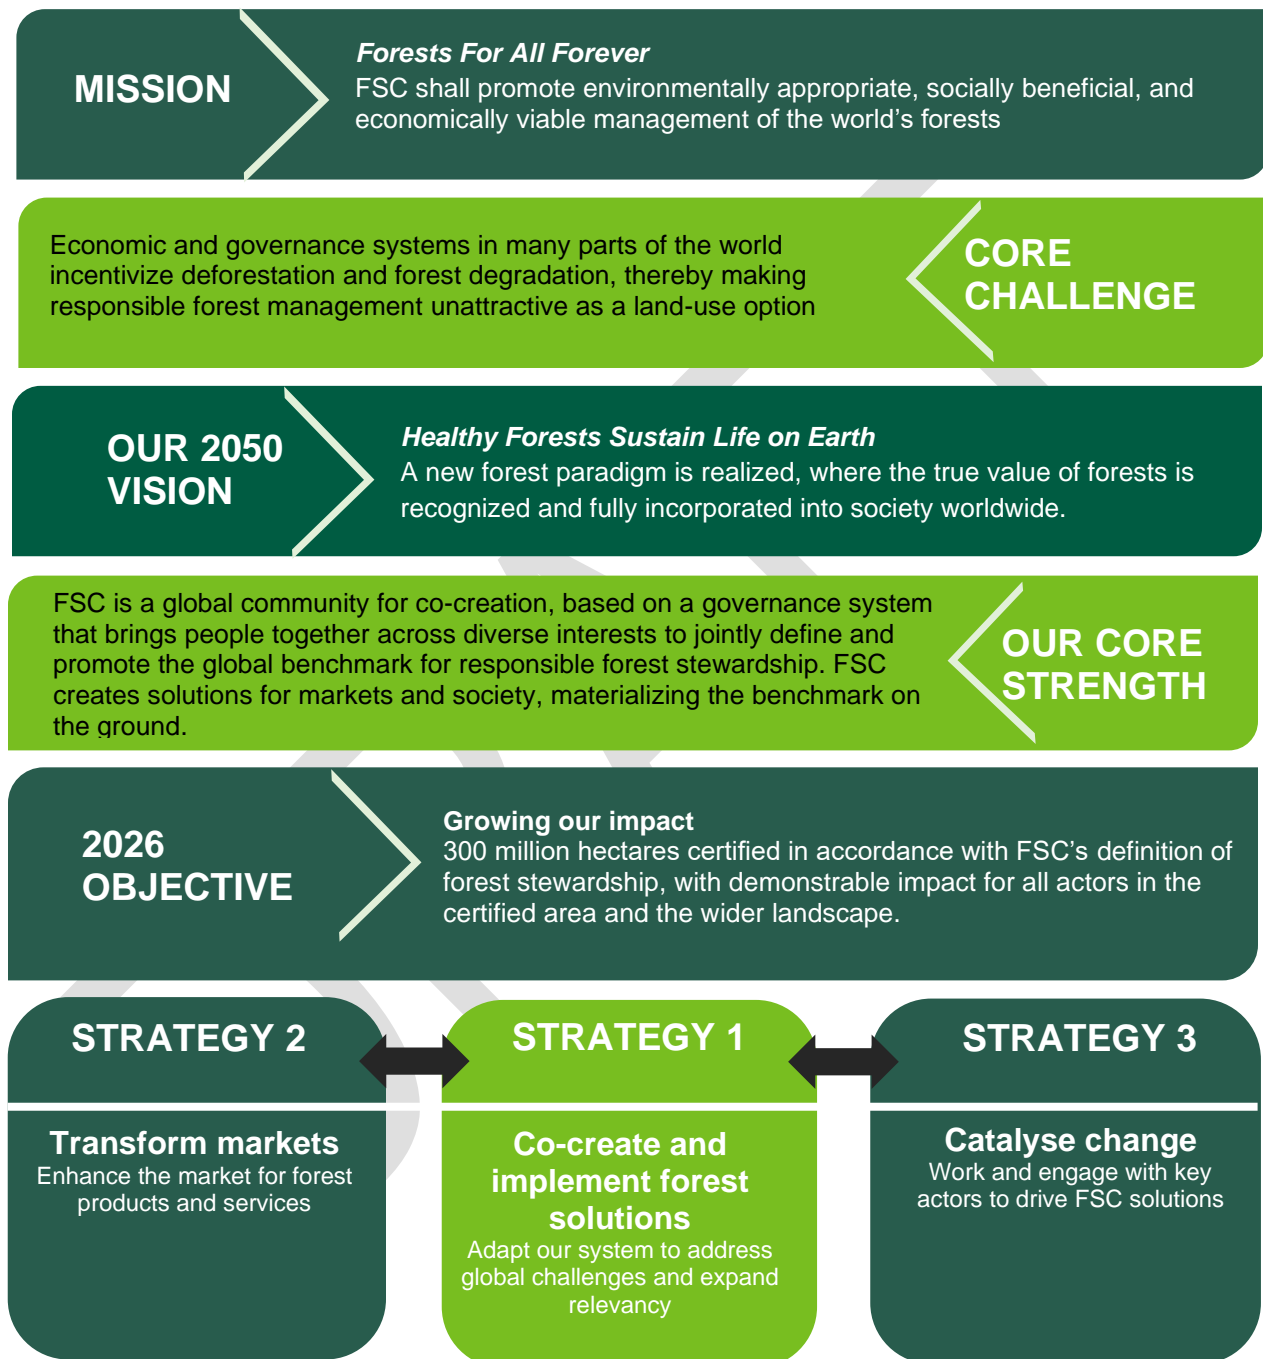 MISSION
Forests For All Forever
FSC shall promote environmentally appropriate, socially beneficial, and
economically viable management of the world's forests
Economic and governance systems in many parts of the world
incentivize deforestation and forest degradation, thereby making
responsible forest management unattractive as a land-use option
CORE
CHALLENGE
OUR 2050
VISION
Healthy Forests Sustain Life on Earth
A new forest paradigm is realized, where the true value of forests is
recognized and fully incorporated into society worldwide.
FSC is a global community for co-creation, based on a governance system
that brings people together across diverse interests to jointly define and
promote the global benchmark for responsible forest stewardship. FSC
creates solutions for markets and society, materializing the benchmark on
the ground.
OUR CORE
STRENGTH
2026
OBJECTIVE
Growing our impact
300 million hectares certified in accordance with FSC's definition of
forest stewardship, with demonstrable impact for all actors in the
certified area and the wider landscape.
STRATEGY 2
Transform markets
Enhance the market for forest
products and services
STRATEGY 1
Co-create and
implement forest
solutions
Adapt our system to address
global challenges and expand
relevancy
STRATEGY 3
Catalyse change
Work and engage with key
actors to drive FSC solutions